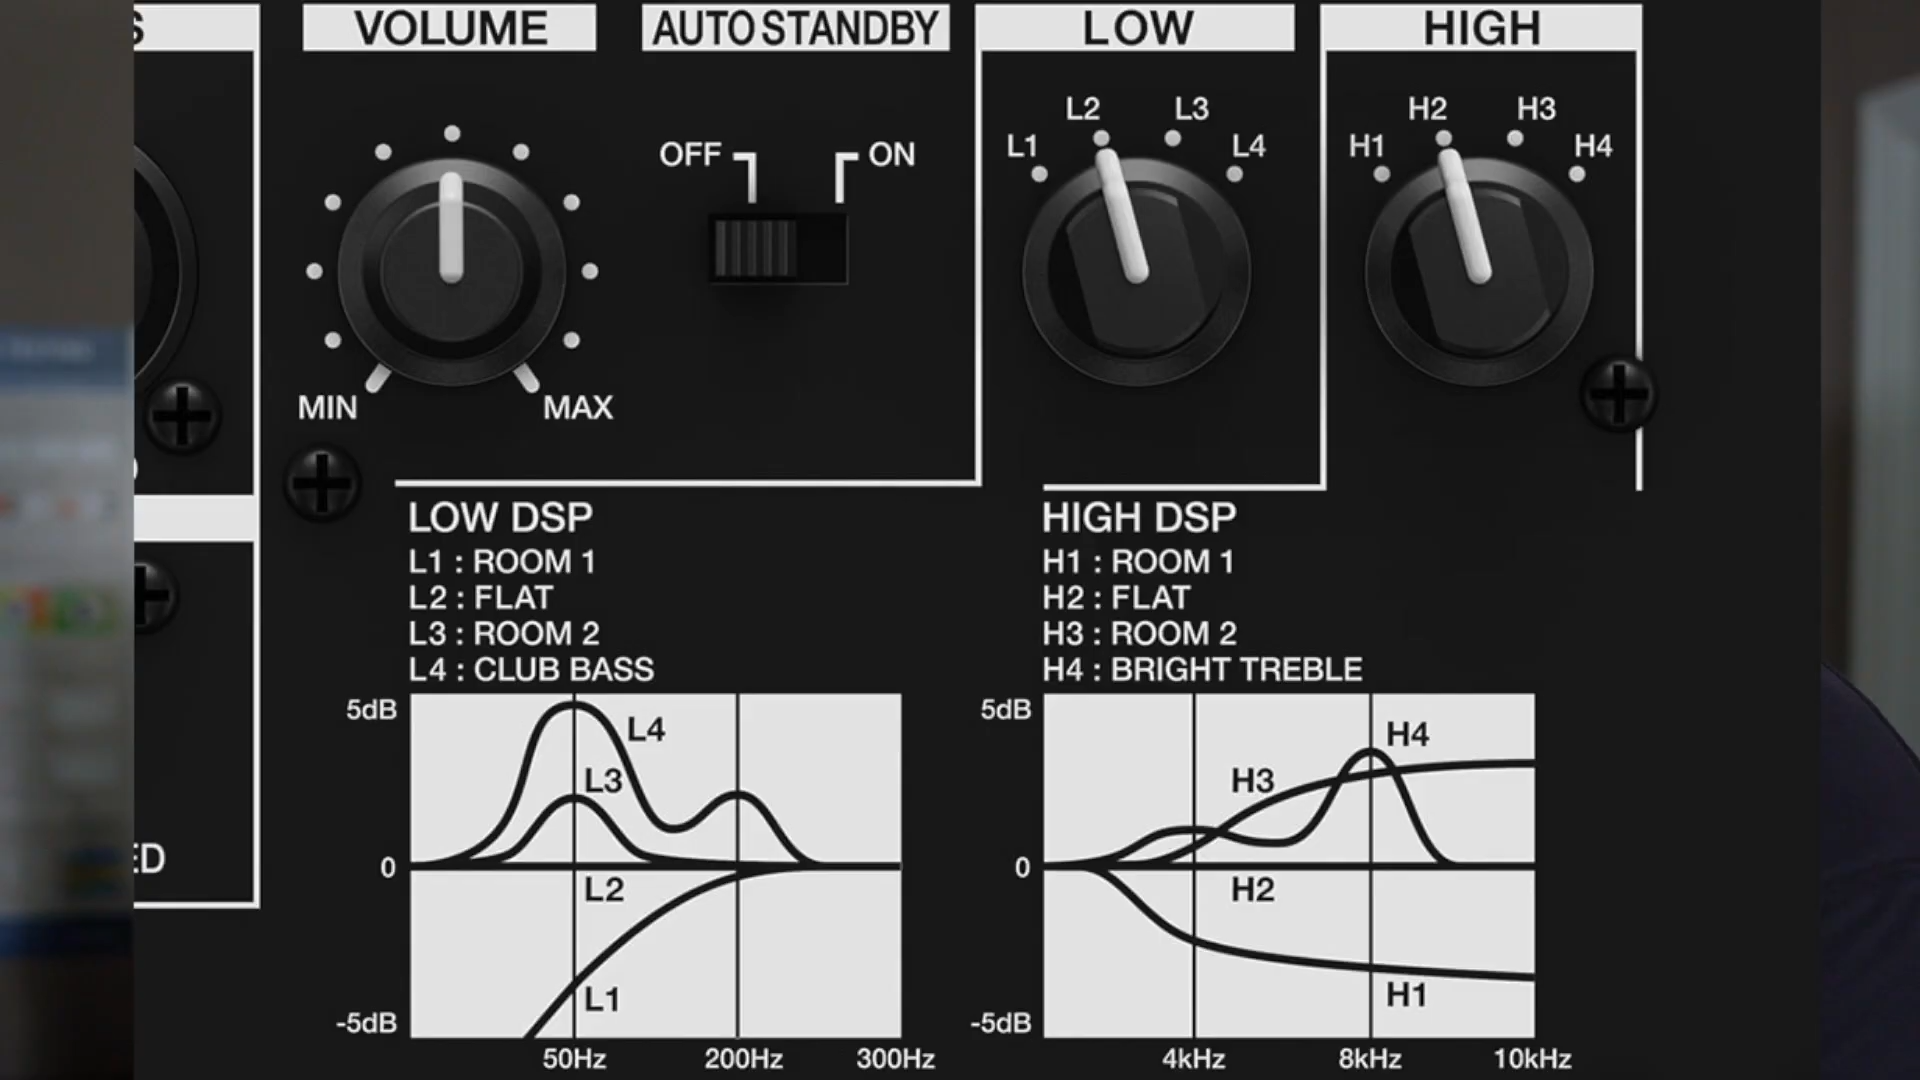 VOLUME
AUTO STANDBY
LOW
HIGH
OFF
ON
L1
L2
L3
L4
H1
H2
H3
H4
MIN
MAX
LOW DSP
L1 : ROOM 1
L2 : FLAT
L3 : ROOM 2
L4 : CLUB BASS
HIGH DSP
H1 : ROOM 1
H2 : FLAT
H3 : ROOM 2
H4 : BRIGHT TREBLE
5dB
0
-5dB
L4
L3
L2
L1
50Hz
200Hz
300Hz
5dB
0
-5dB
H4
H3
H2
H1
4kHz
8kHz
10kHz